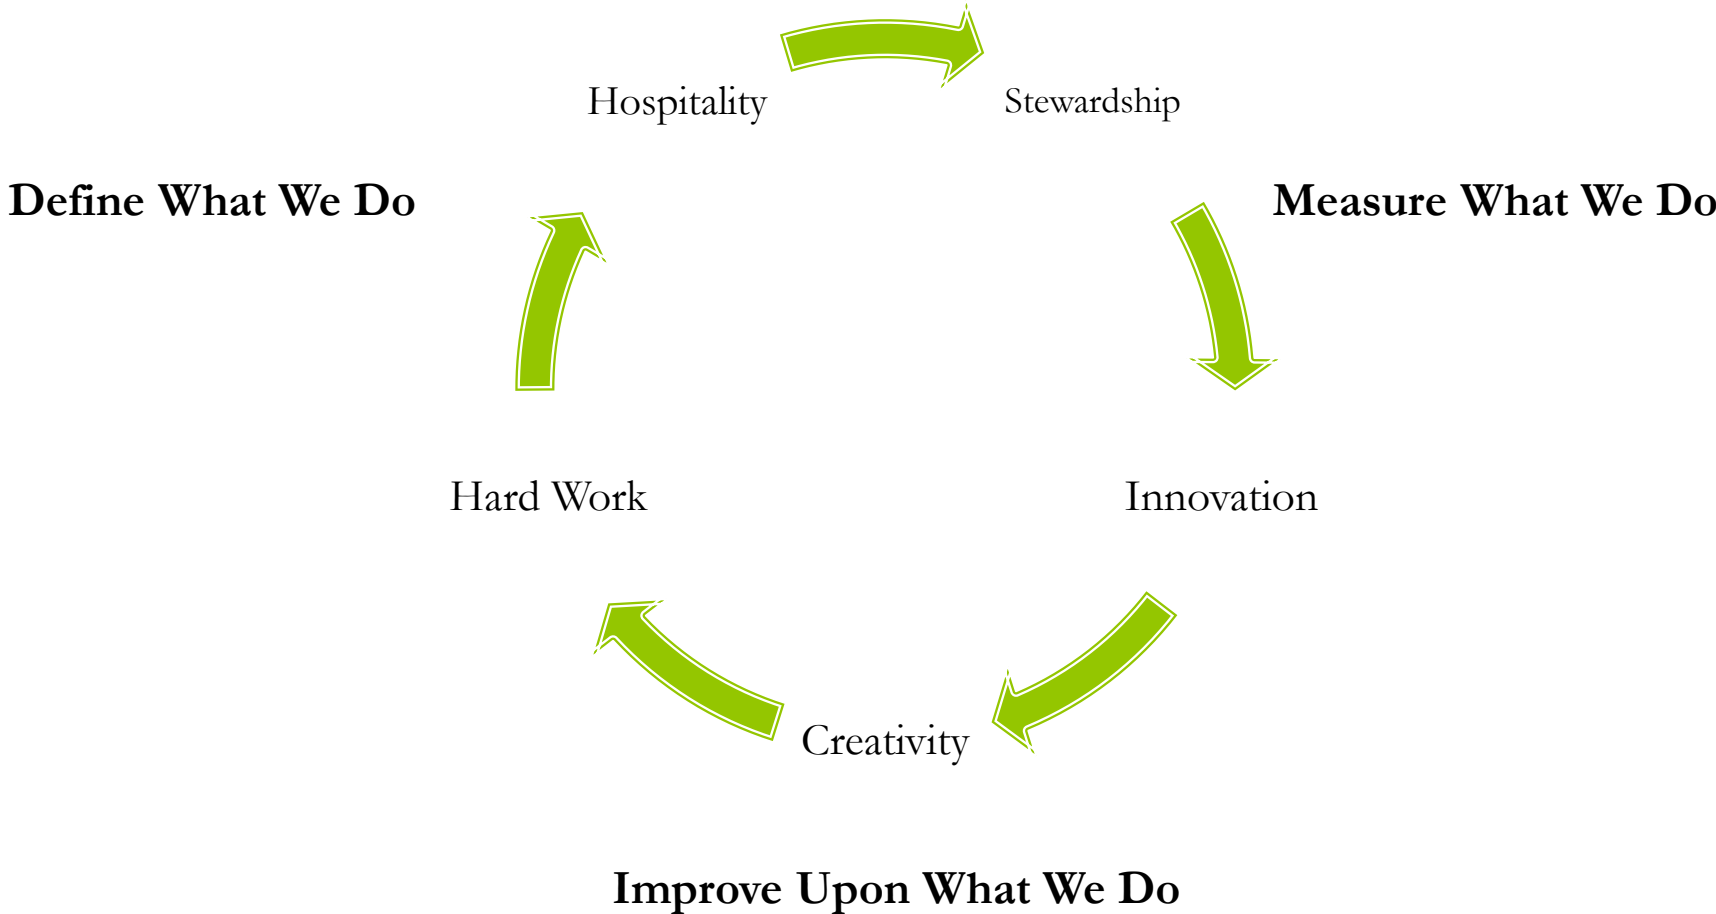 Hospitality
Stewardship
Define What We Do
Measure What We Do
Hard Work
Innovation
Creativity
Improve Upon What We Do